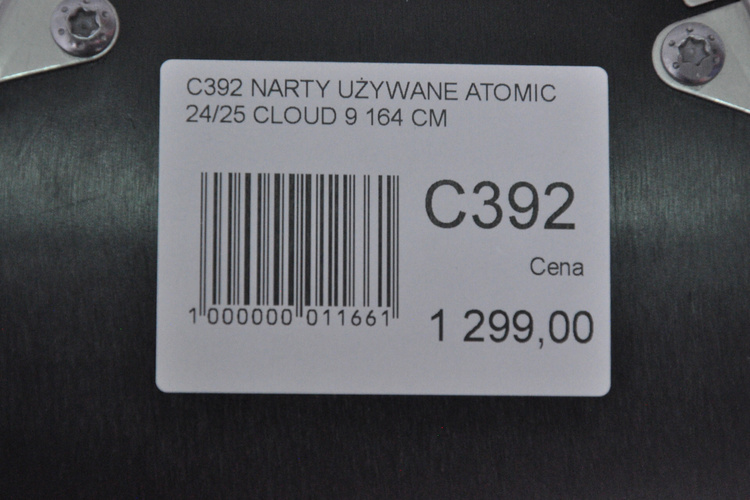 C392 NARTY UŻYWANE ATOMIC
24/25 CLOUD 9 164 CM
C392
Cena
1 000000 011661
1 299,00